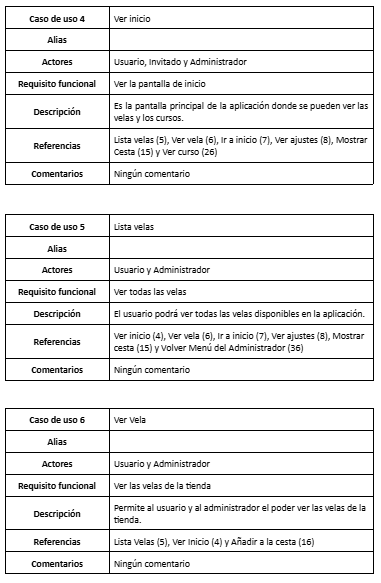 Caso de uso 4 Ver inicio
Alias
Actores Usuario, Invitado y Administrador
Requisito funcional Ver la pantalla de inicio
Descripción Es la pantalla principal de la aplicación donde se pueden ver las
velas y los cursos.
Referencias Lista velas (5), Ver vela (6), Ir a inicio (7), Ver ajustes (8), Mostrar
Cesta (15) y Ver curso (26)
Comentarios Ningún comentario
Caso de uso 5 Lista velas
Alias
Actores Usuario y Administrador
Requisito funcional Ver todas las velas
Descripción El usuario podrá ver todas las velas disponibles en la aplicación.
Referencias Ver inicio (4), Ver vela (6), Ir a inicio (7), Ver ajustes (8), Mostrar
cesta (15) y Volver Menú del Administrador (36)
Comentarios Ningún comentario
Caso de uso 6 Ver Vela
Alias
Actores Usuario y Administrador
Requisito funcional Ver las velas de la tienda
Descripción Permite al usuario y al administrador el poder ver las velas de la
tienda.
Referencias Lista Velas (5), Ver Inicio (4) y Añadir a la cesta (16)
Comentarios Ningún comentario